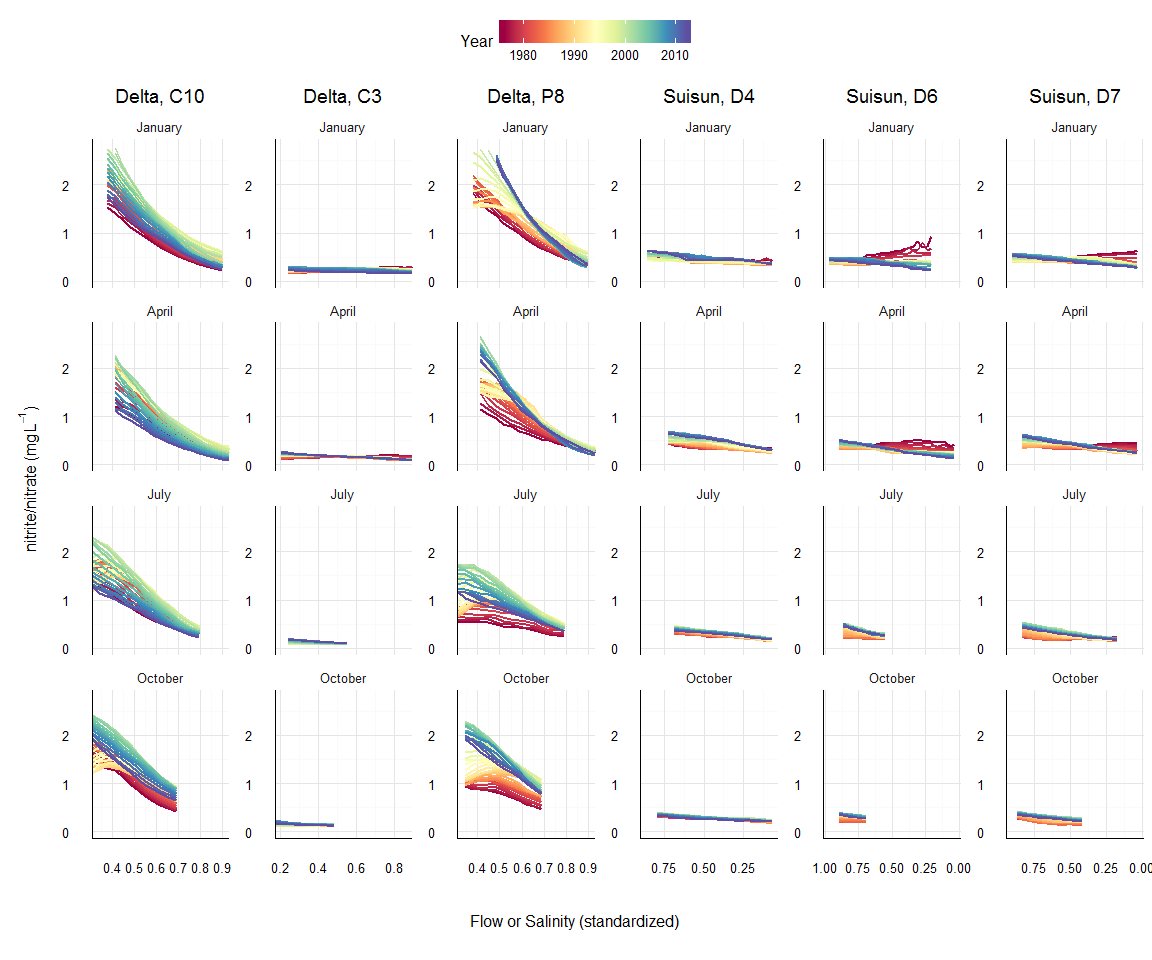 Year
1980 1990 2000 2010
Delta, C10 Delta, C3 Delta, P8 Suisun, D4 Suisun, D6 Suisun, D7
January January January January January January
2 2 2 2 2 2
1 1 1 1 1 1
0 0 0 0 0 0
April April April April April April
2 2 2 2 2 2
1 1 1 1 1 1
0 0 0 0 0 0
nitrite/nitrate (mgL⁻¹)
July July July July July July
2 2 2 2 2 2
1 1 1 1 1 1
0 0 0 0 0 0
October October October October October October
2 2 2 2 2 2
1 1 1 1 1 1
0 0 0 0 0 0
0.4 0.5 0.6 0.7 0.8 0.9 0.2 0.4 0.6 0.8 0.4 0.5 0.6 0.7 0.8 0.9 0.75 0.50 0.25 1.00 0.75 0.50 0.25 0.00 0.75 0.50 0.25 0.00
Flow or Salinity (standardized)